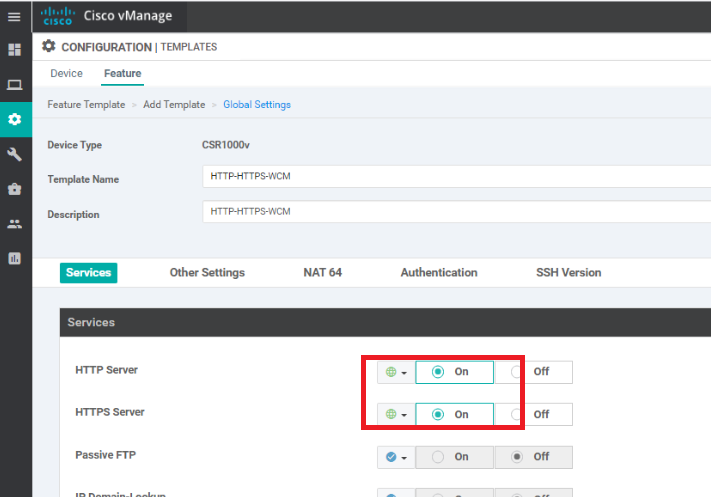 cisco Cisco vManage
CONFIGURATION | TEMPLATES
Device Feature
Feature Template > Add Template > Global Settings
Device Type CSR1000v
Template Name HTTP-HTTPS-WCM
Description HTTP-HTTPS-WCM
Services Other Settings NAT 64 Authentication SSH Version
Services
HTTP Server On Off
HTTPS Server On Off
Passive FTP On Off
IP Domain-Lookup On Off